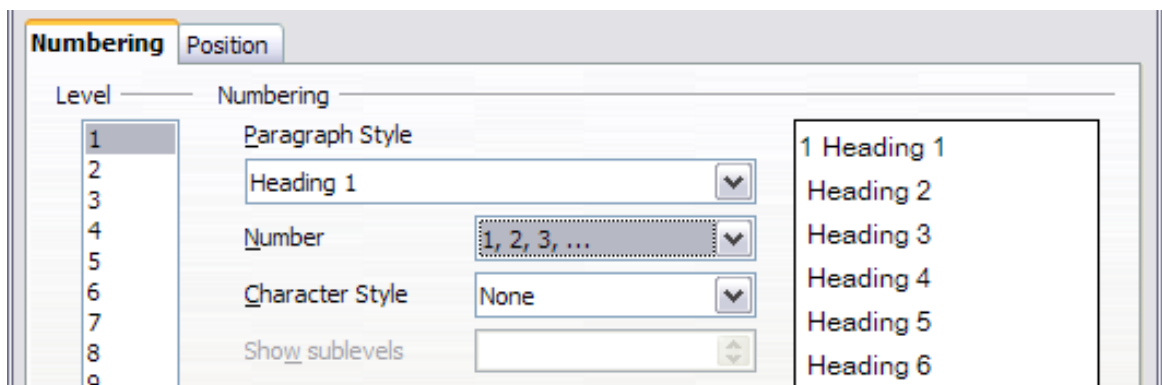 Numbering Position
Level Numbering
1
2
3
4
5
6
7
8
9
Paragraph Style
Heading 1
Number 1, 2, 3, ...
Character Style None
Show sublevels
1 Heading 1
Heading 2
Heading 3
Heading 4
Heading 5
Heading 6